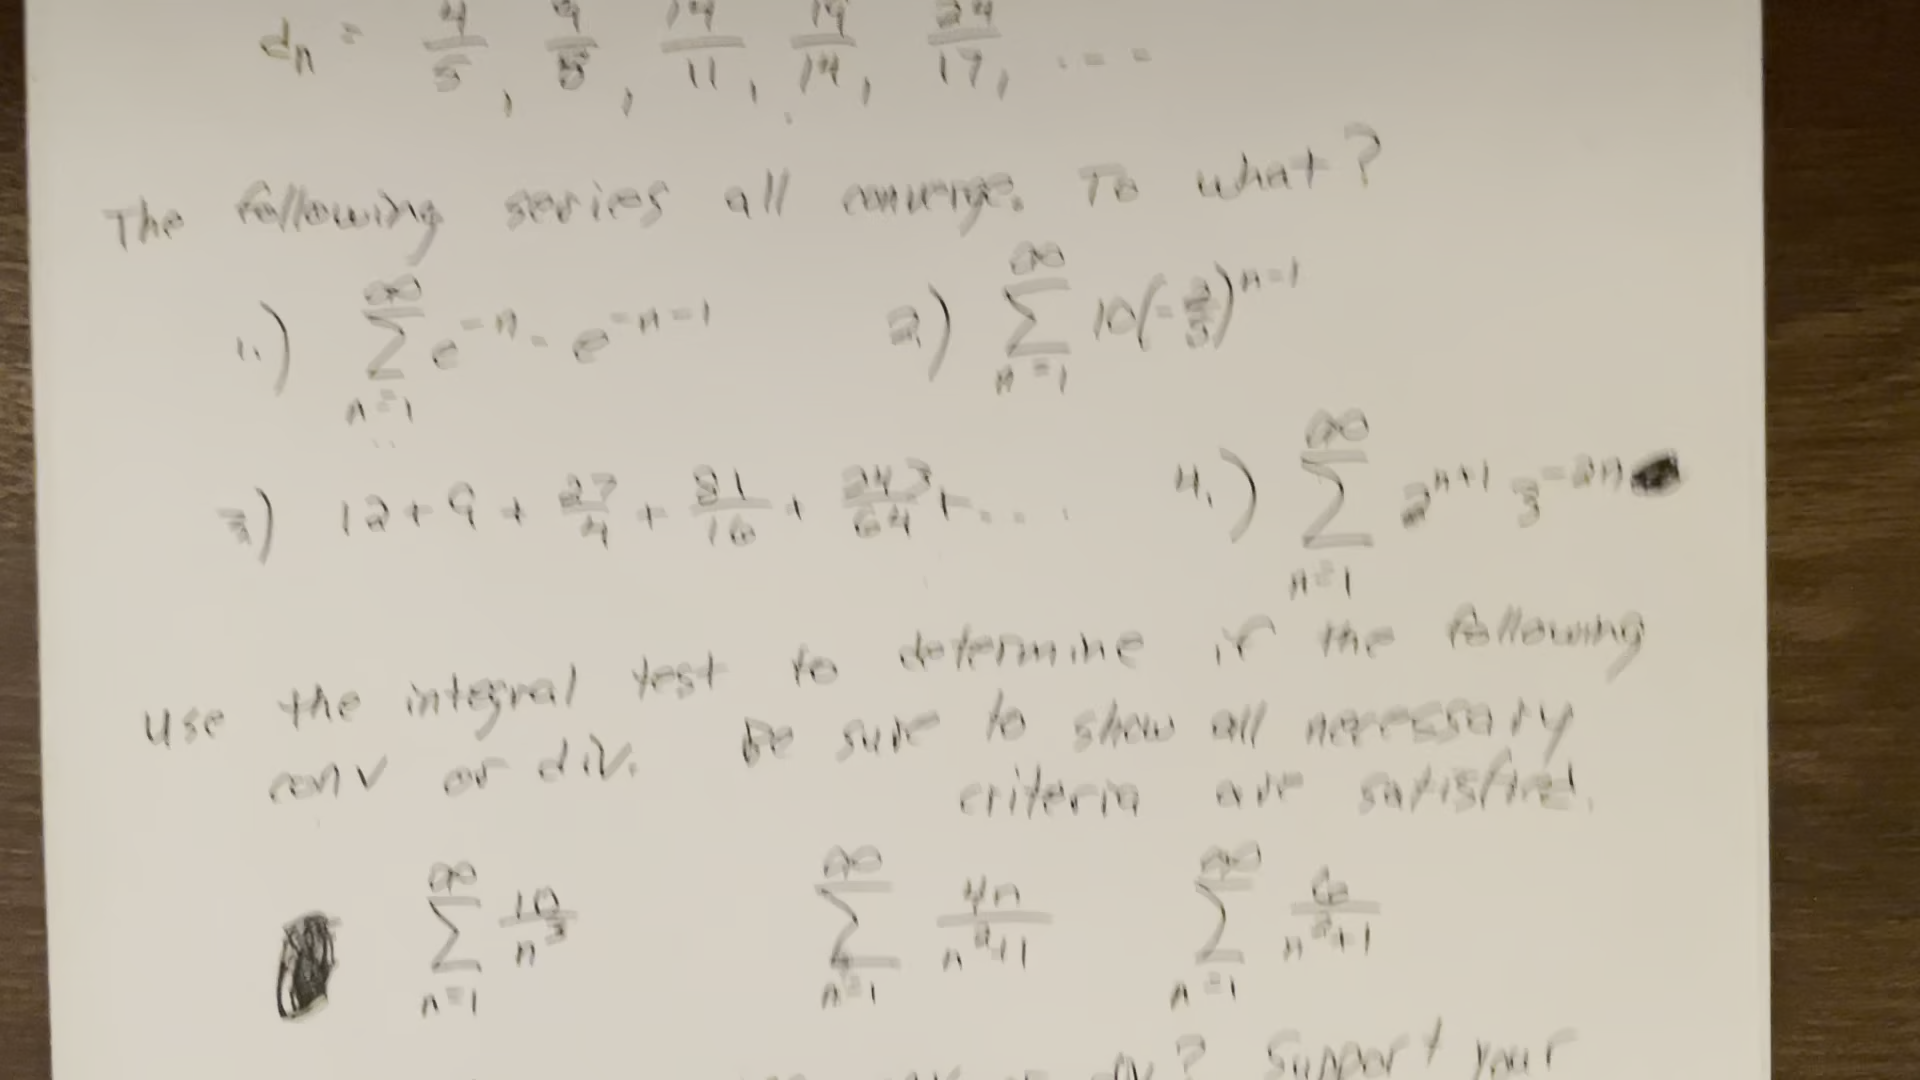 dn = 4/5, 9/8, 14/11, 19/14, 24/17, ...
The following series all converge. To what?
1.) ∑_{n=1}^{∞} e^{-n} - e^{-n-1} 2) ∑_{n=1}^{∞} 10(-2/3)^{n-1}
3) 12 + 9 + 27/4 + 81/16 + 243/64 + ... 4.) ∑_{n=1}^{∞} 2^{n+1} 3^{-2n}
Use the integral test to determine if the following
conv or div. Be sure to show all necessary
criteria are satisfied.
∑_{n=1}^{∞} 10/n^3 ∑_{n=1}^{∞} 4n/(n^2+1) ∑_{n=1}^{∞} 6/(n^2+1)
? Support your